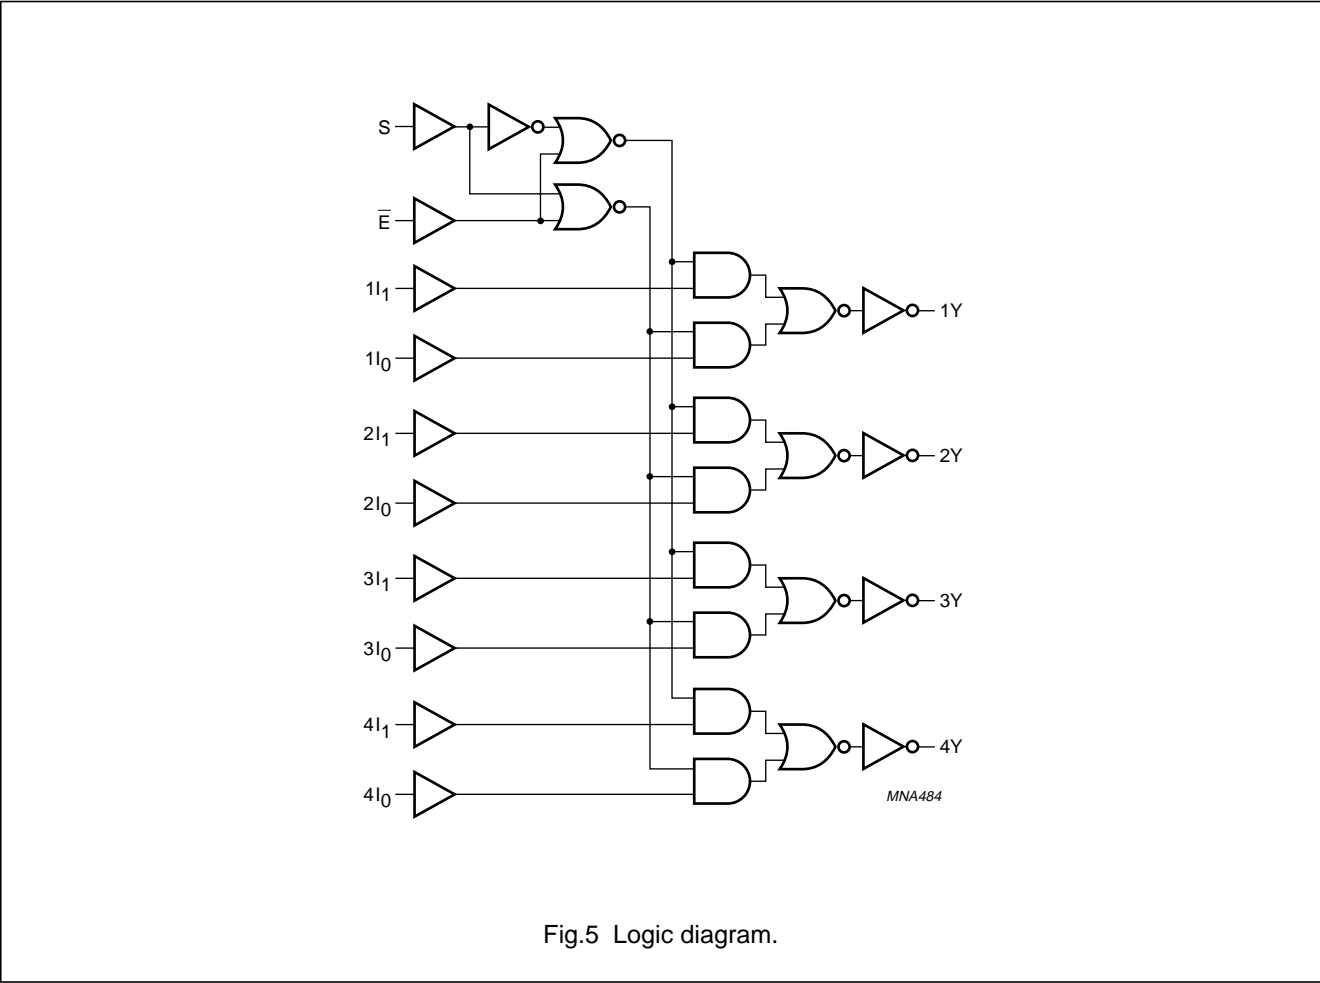 S
E̅
1I₁
1I₀
1Y
2I₁
2I₀
2Y
3I₁
3I₀
3Y
4I₁
4I₀
4Y
MNA484
Fig.5 Logic diagram.